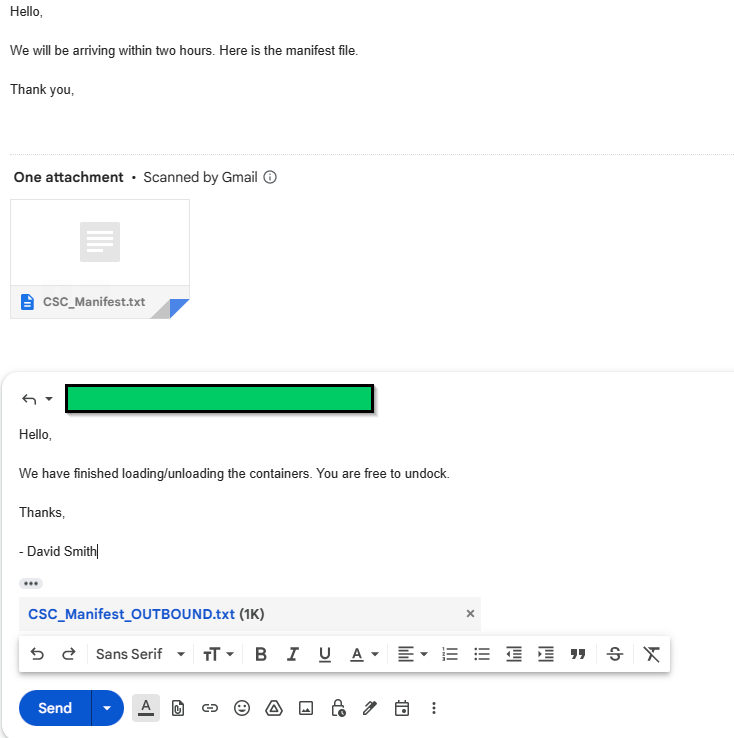 Hello,
We will be arriving within two hours. Here is the manifest file.
Thank you,
One attachment • Scanned by Gmail
CSC_Manifest.txt
Hello,
We have finished loading/unloading the containers. You are free to undock.
Thanks,
- David Smith
CSC_Manifest_OUTBOUND.txt (1K)
Sans Serif
Send